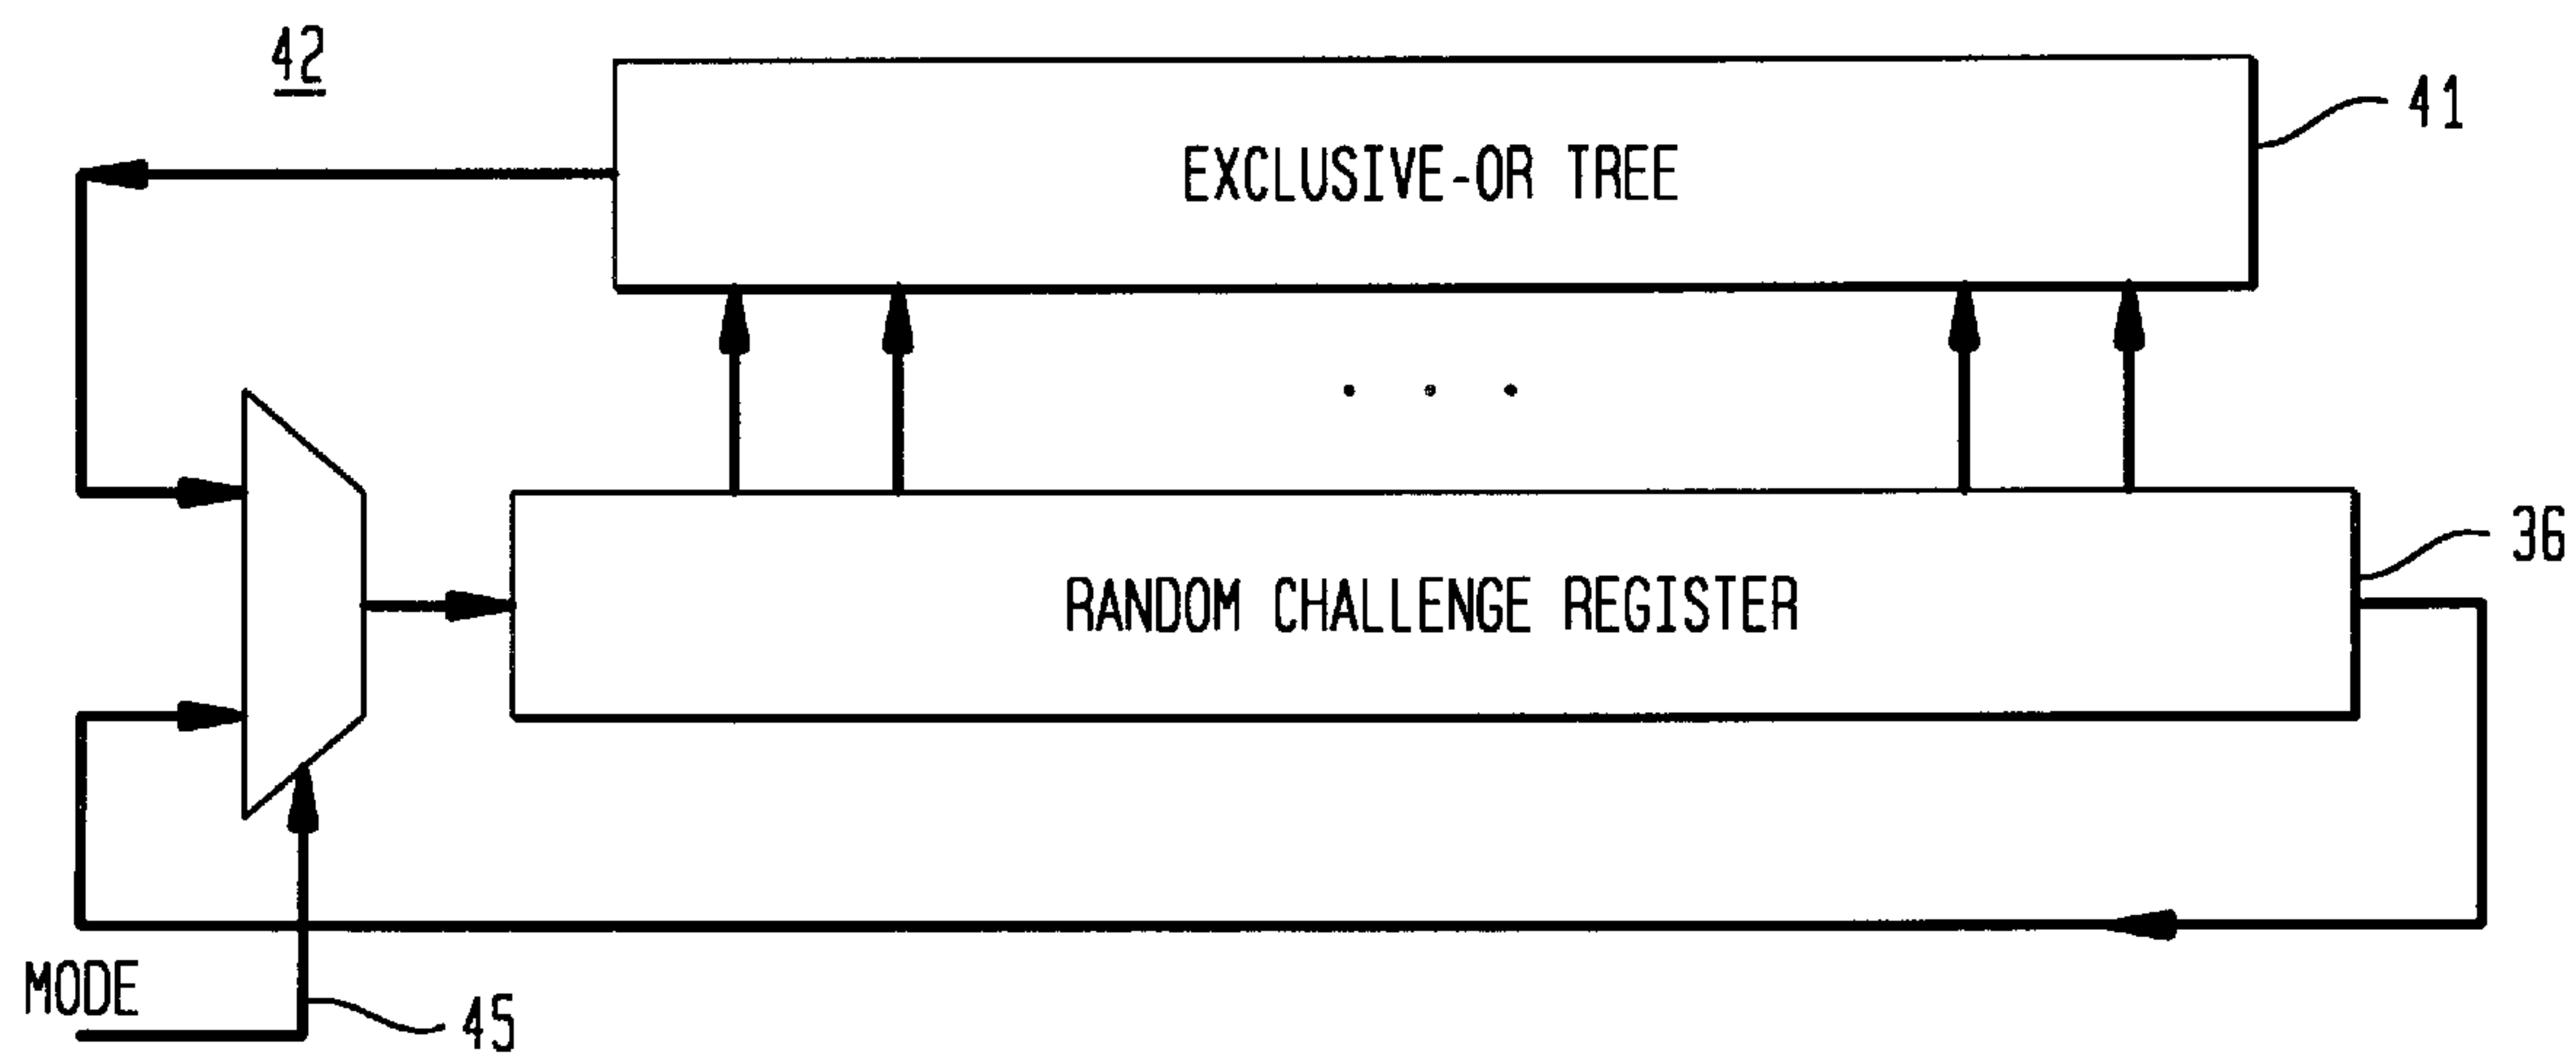 42
EXCLUSIVE-OR TREE
41
. . .
RANDOM CHALLENGE REGISTER
36
MODE
45